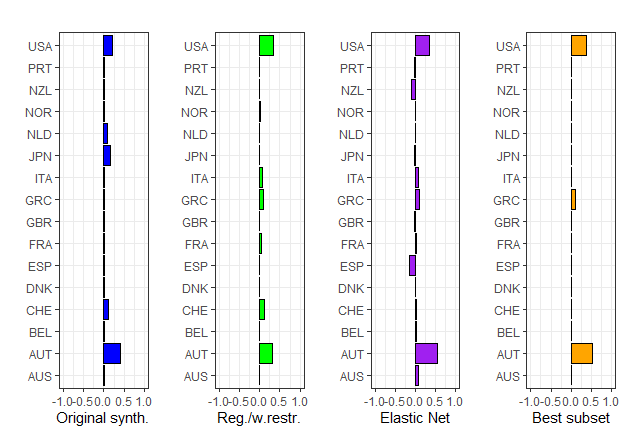 USA
PRT
NZL
NOR
NLD
JPN
ITA
GRC
GBR
FRA
ESP
DNK
CHE
BEL
AUT
AUS
-1.0 -0.5 0.0 0.5 1.0
Original synth.
USA
PRT
NZL
NOR
NLD
JPN
ITA
GRC
GBR
FRA
ESP
DNK
CHE
BEL
AUT
AUS
-1.0 -0.5 0.0 0.5 1.0
Reg./w.restr.
USA
PRT
NZL
NOR
NLD
JPN
ITA
GRC
GBR
FRA
ESP
DNK
CHE
BEL
AUT
AUS
-1.0 -0.5 0.0 0.5 1.0
Elastic Net
USA
PRT
NZL
NOR
NLD
JPN
ITA
GRC
GBR
FRA
ESP
DNK
CHE
BEL
AUT
AUS
-1.0 -0.5 0.0 0.5 1.0
Best subset